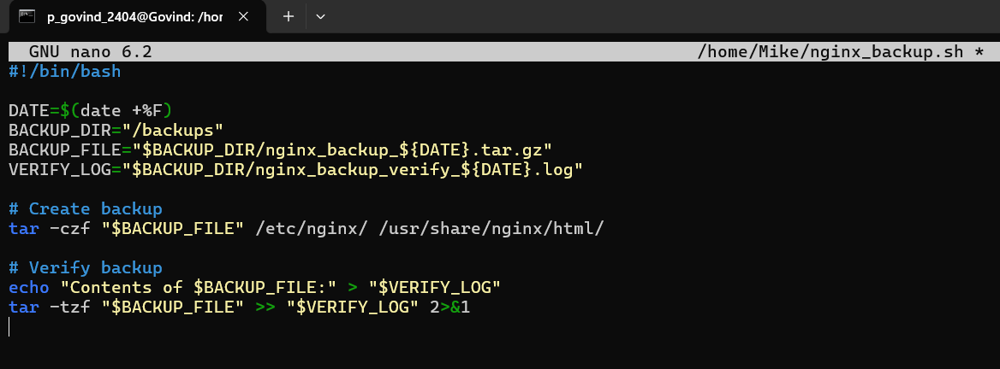 p_govind_2404@Govind: /hor
GNU nano 6.2 /home/Mike/nginx_backup.sh *
#!/bin/bash
DATE=$(date +%F)
BACKUP_DIR="/backups"
BACKUP_FILE="$BACKUP_DIR/nginx_backup_${DATE}.tar.gz"
VERIFY_LOG="$BACKUP_DIR/nginx_backup_verify_${DATE}.log"
# Create backup
tar -czf "$BACKUP_FILE" /etc/nginx/ /usr/share/nginx/html/
# Verify backup
echo "Contents of $BACKUP_FILE:" > "$VERIFY_LOG"
tar -tzf "$BACKUP_FILE" >> "$VERIFY_LOG" 2>&1